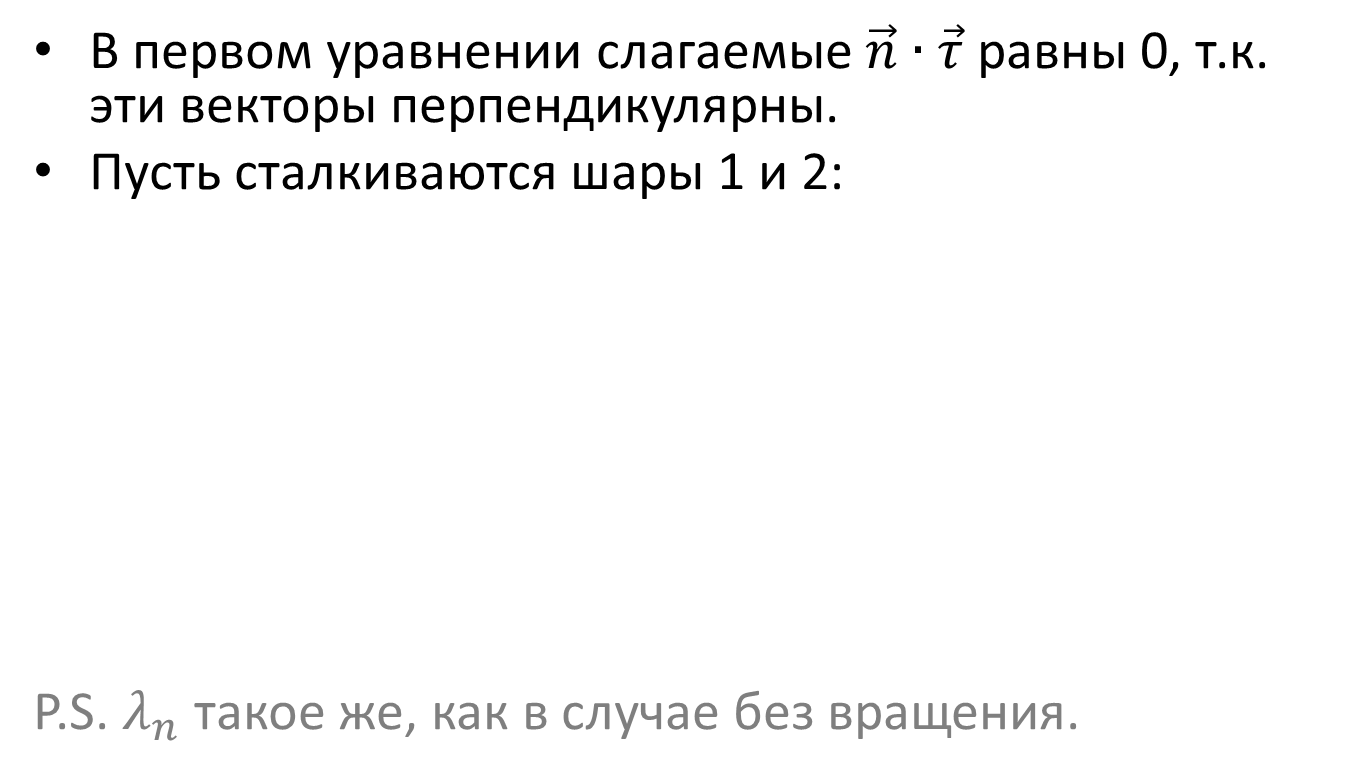 • В первом уравнении слагаемые n⃗ · τ⃗ равны 0, т.к.
эти векторы перпендикулярны.
• Пусть сталкиваются шары 1 и 2:
P.S. λₙ такое же, как в случае без вращения.